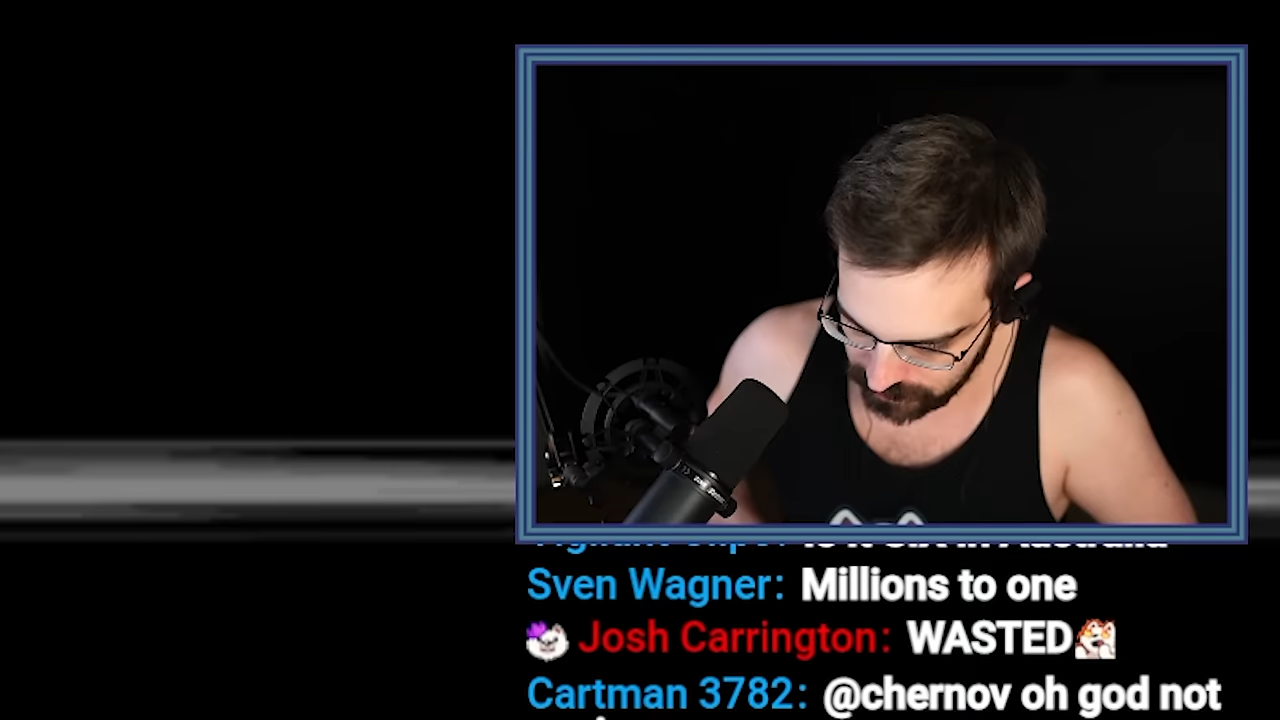 Sven Wagner: Millions to one
Josh Carrington: WASTED
Cartman 3782: @chernov oh god not